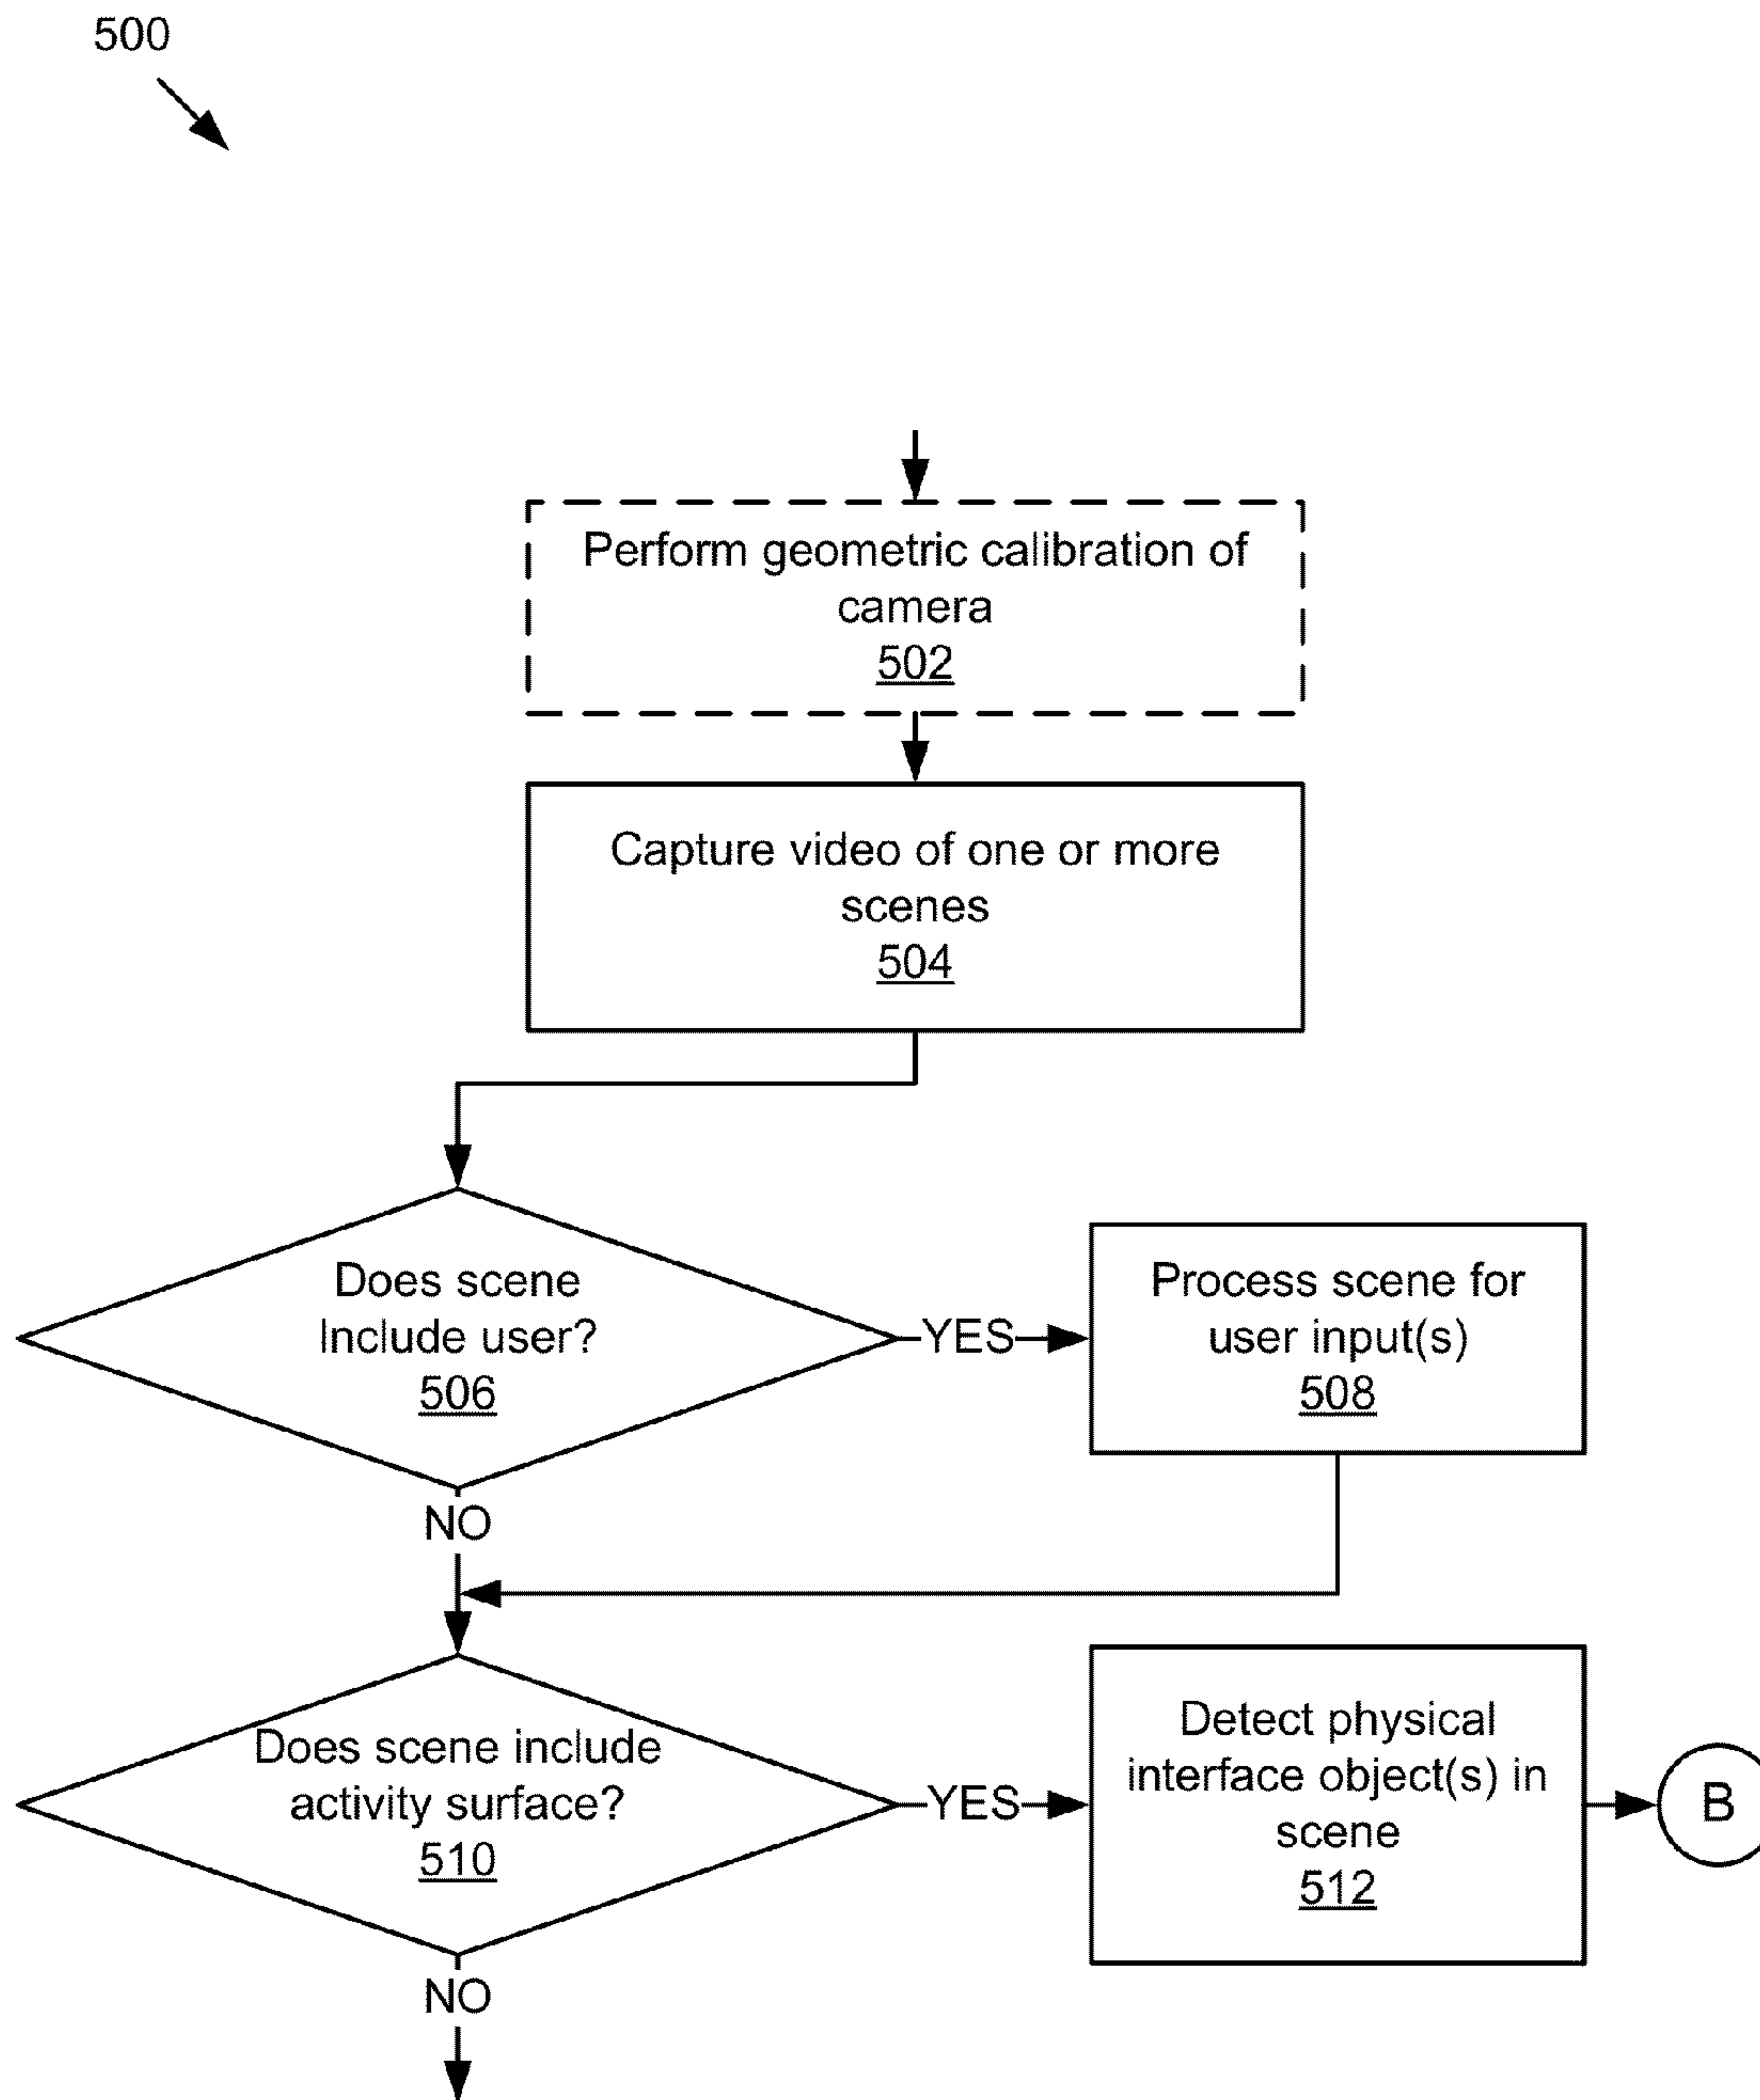 500
Perform geometric calibration of
camera
502
Capture video of one or more
scenes
504
Does scene
Include user?
506
YES
Process scene for
user input(s)
508
NO
Does scene include
activity surface?
510
YES
Detect physical
interface object(s) in
scene
512
B
NO